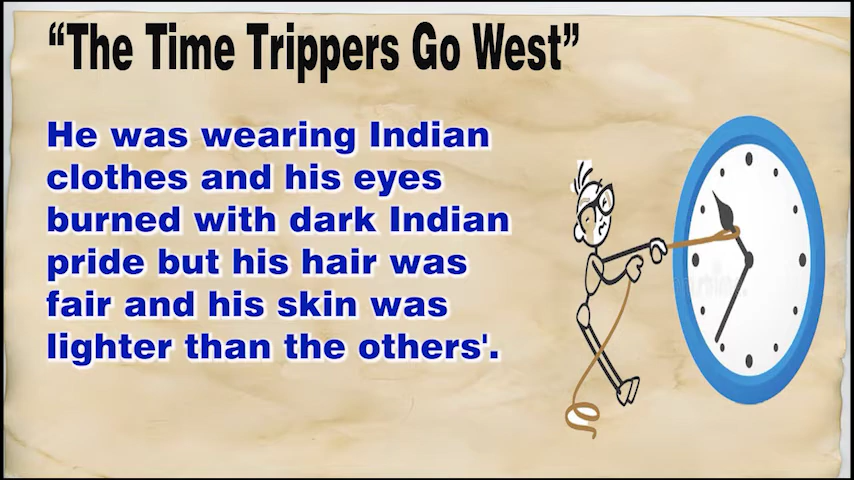 “The Time Trippers Go West”
He was wearing Indian
clothes and his eyes
burned with dark Indian
pride but his hair was
fair and his skin was
lighter than the others'.